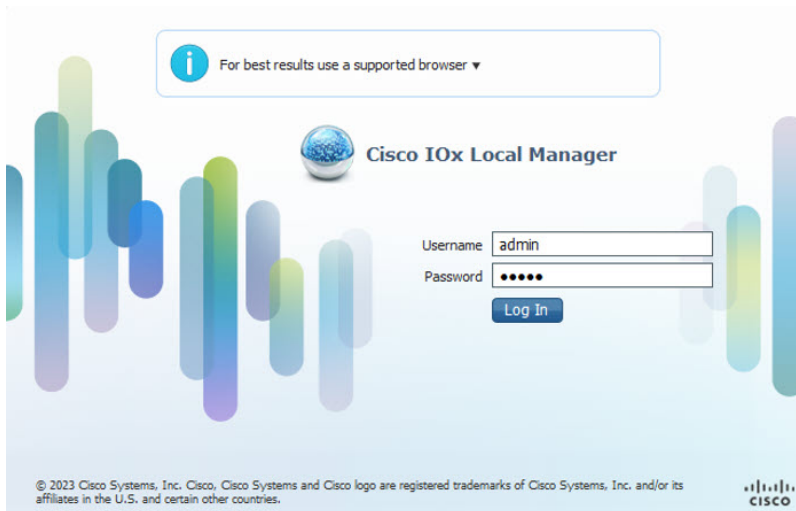 For best results use a supported browser ▼
Cisco IOx Local Manager
Username admin
Password •••••
Log In
© 2023 Cisco Systems, Inc. Cisco, Cisco Systems and Cisco logo are registered trademarks of Cisco Systems, Inc. and/or its
affiliates in the U.S. and certain other countries.
CISCO